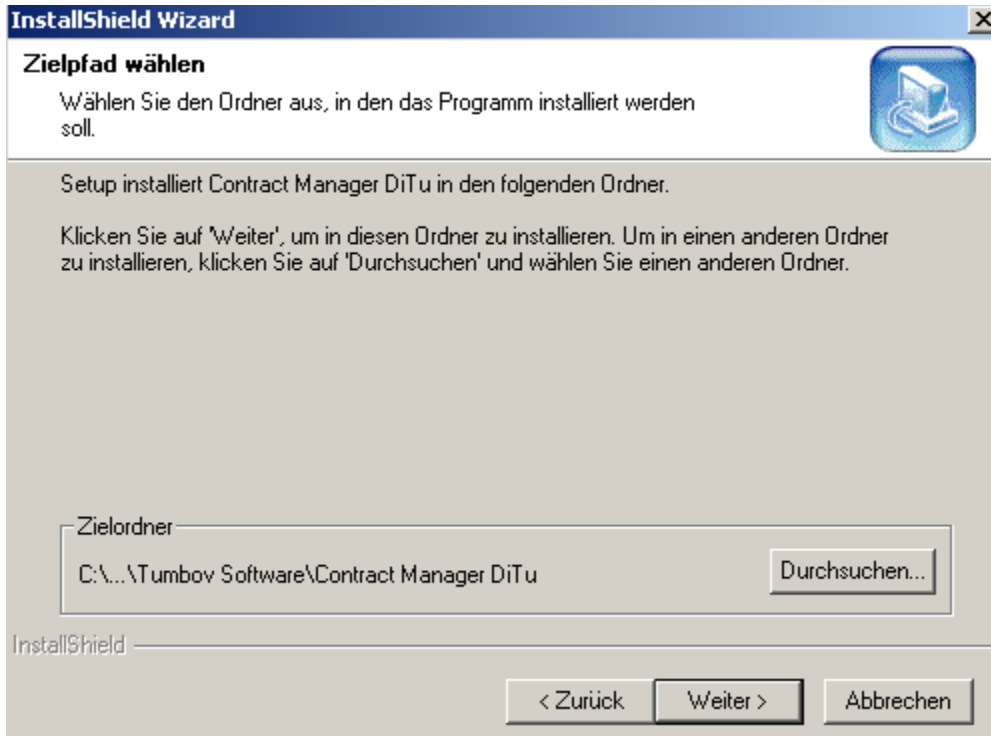 InstallShield Wizard
Zielpfad wählen
Wählen Sie den Ordner aus, in den das Programm installiert werden
soll.
Setup installiert Contract Manager DiTu in den folgenden Ordner.
Klicken Sie auf 'Weiter', um in diesen Ordner zu installieren. Um in einen anderen Ordner
zu installieren, klicken Sie auf 'Durchsuchen' und wählen Sie einen anderen Ordner.
Zielordner
C:\...\Tumbov Software\Contract Manager DiTu
Durchsuchen...
InstallShield
< Zurück
Weiter >
Abbrechen